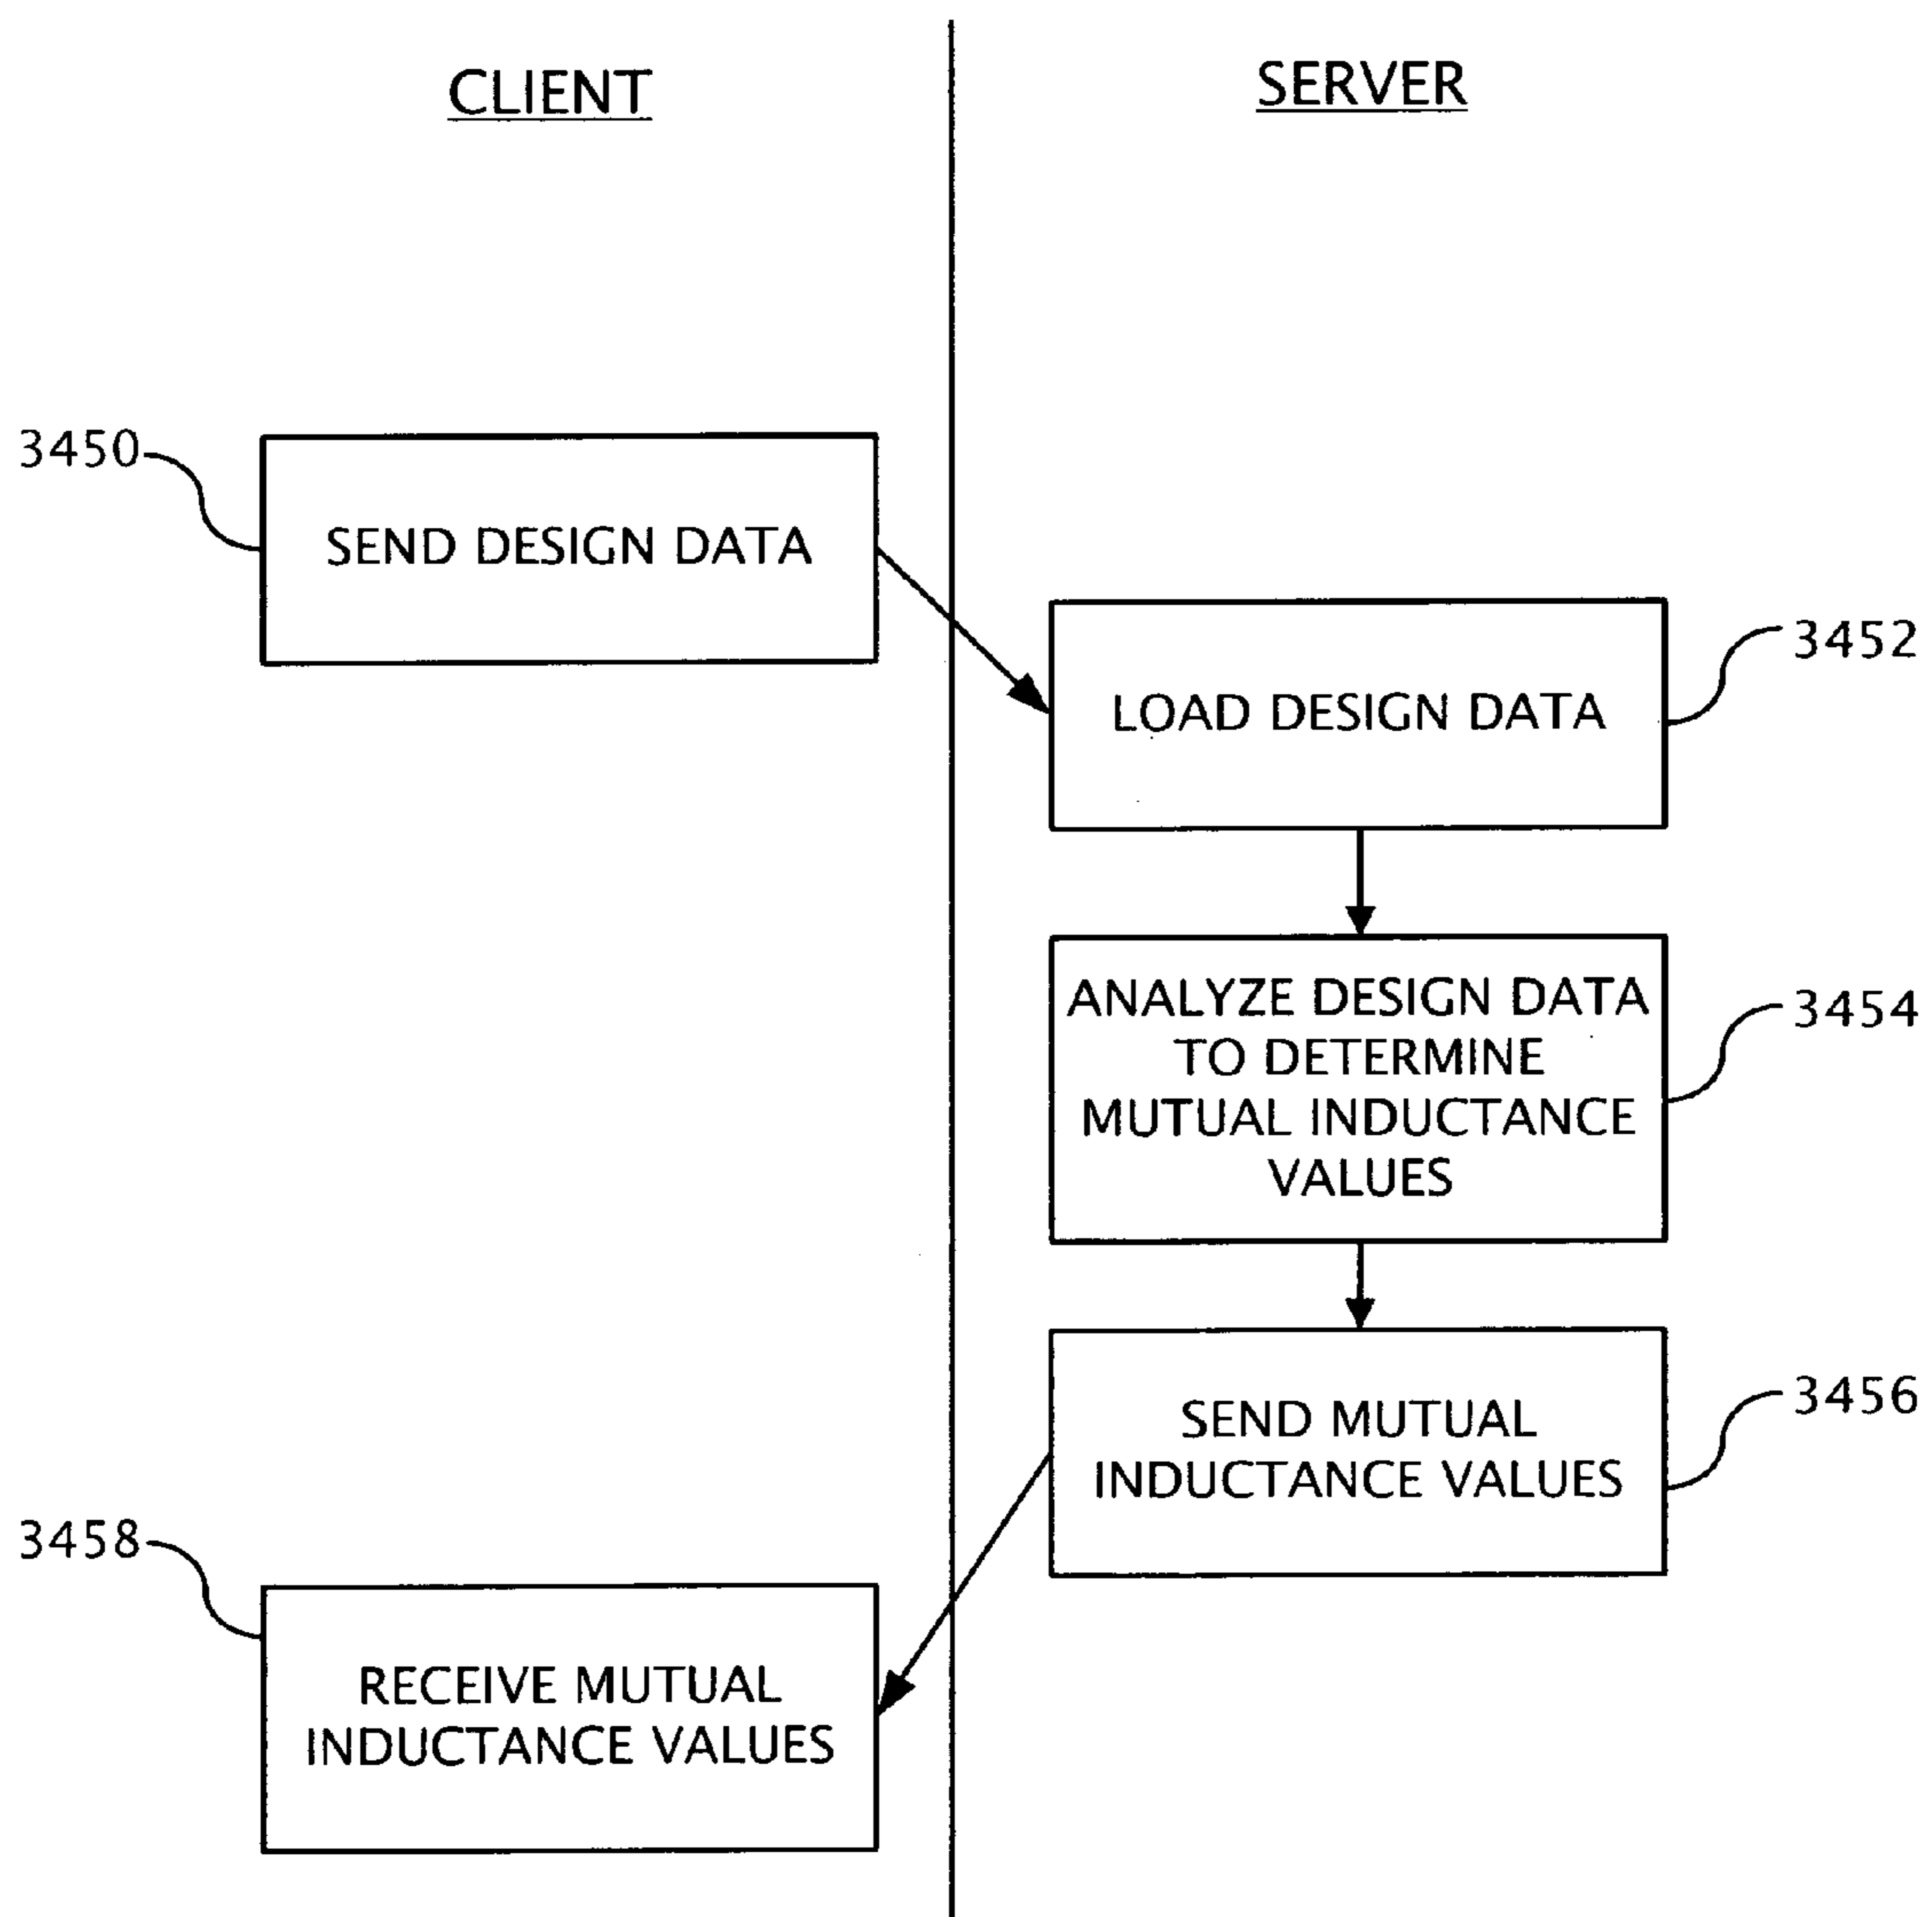 CLIENT
SERVER
3450
SEND DESIGN DATA
3452
LOAD DESIGN DATA
3454
ANALYZE DESIGN DATA
TO DETERMINE
MUTUAL INDUCTANCE
VALUES
3456
SEND MUTUAL
INDUCTANCE VALUES
3458
RECEIVE MUTUAL
INDUCTANCE VALUES